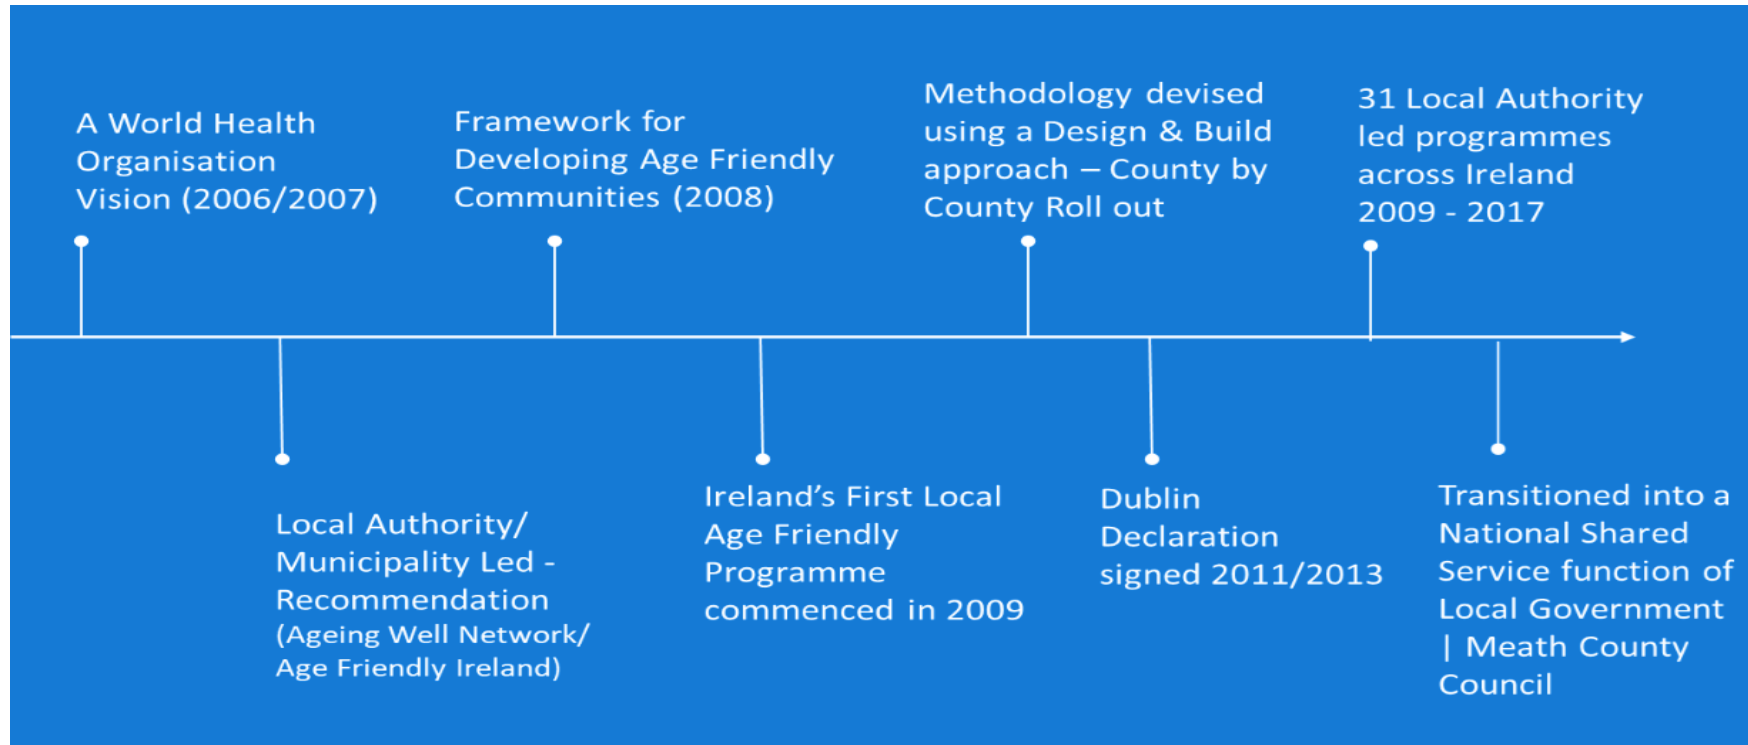 A World Health
Organisation
Vision (2006/2007)
Local Authority/
Municipality Led -
Recommendation
(Ageing Well Network/
Age Friendly Ireland)
Framework for
Developing Age Friendly
Communities (2008)
Ireland’s First Local
Age Friendly
Programme
commenced in 2009
Methodology devised
using a Design & Build
approach – County by
County Roll out
Dublin
Declaration
signed 2011/2013
31 Local Authority
led programmes
across Ireland
2009 - 2017
Transitioned into a
National Shared
Service function of
Local Government
| Meath County
Council